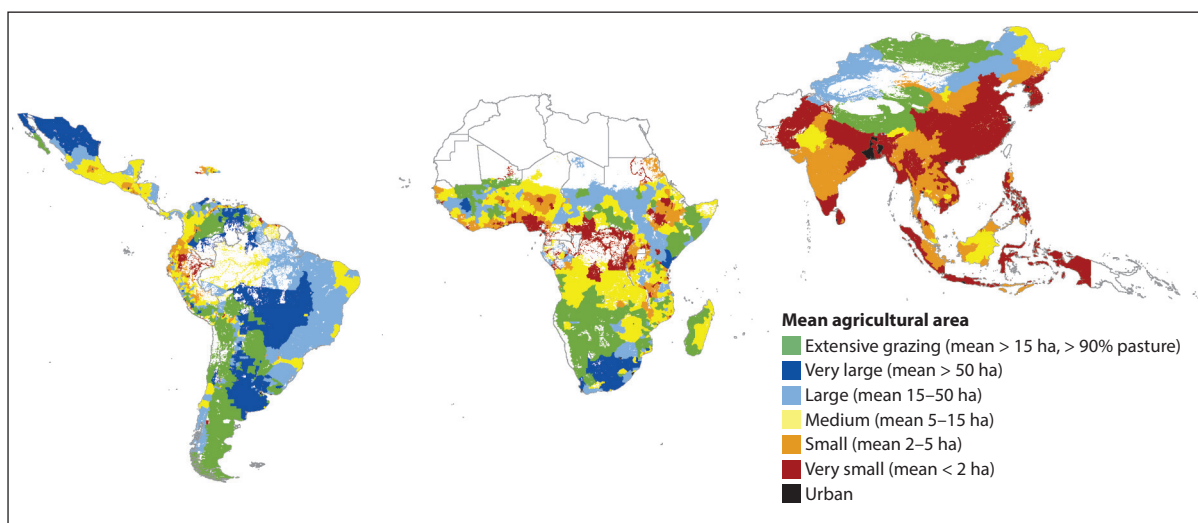 Mean agricultural area
Extensive grazing (mean > 15 ha, > 90% pasture)
Very large (mean > 50 ha)
Large (mean 15–50 ha)
Medium (mean 5–15 ha)
Small (mean 2–5 ha)
Very small (mean < 2 ha)
Urban